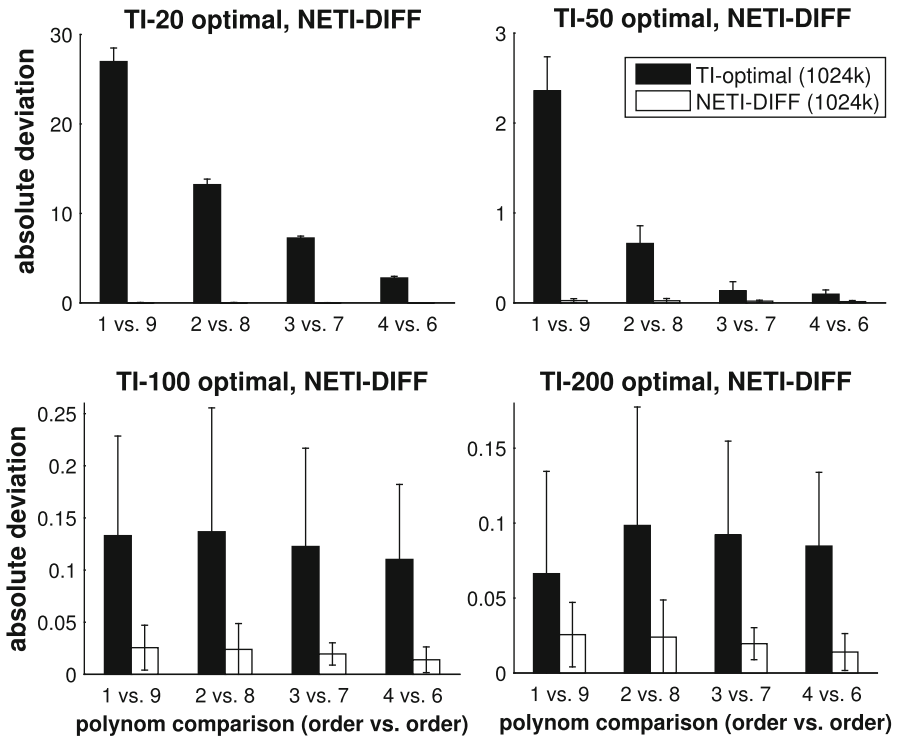 TI-20 optimal, NETI-DIFF
absolute deviation
30
20
10
0
1 vs. 9 2 vs. 8 3 vs. 7 4 vs. 6
TI-50 optimal, NETI-DIFF
3
2
1
0
TI-optimal (1024k)
NETI-DIFF (1024k)
1 vs. 9 2 vs. 8 3 vs. 7 4 vs. 6
TI-100 optimal, NETI-DIFF
absolute deviation
0.25
0.2
0.15
0.1
0.05
0
1 vs. 9 2 vs. 8 3 vs. 7 4 vs. 6
polynom comparison (order vs. order)
TI-200 optimal, NETI-DIFF
0.15
0.1
0.05
0
1 vs. 9 2 vs. 8 3 vs. 7 4 vs. 6
polynom comparison (order vs. order)